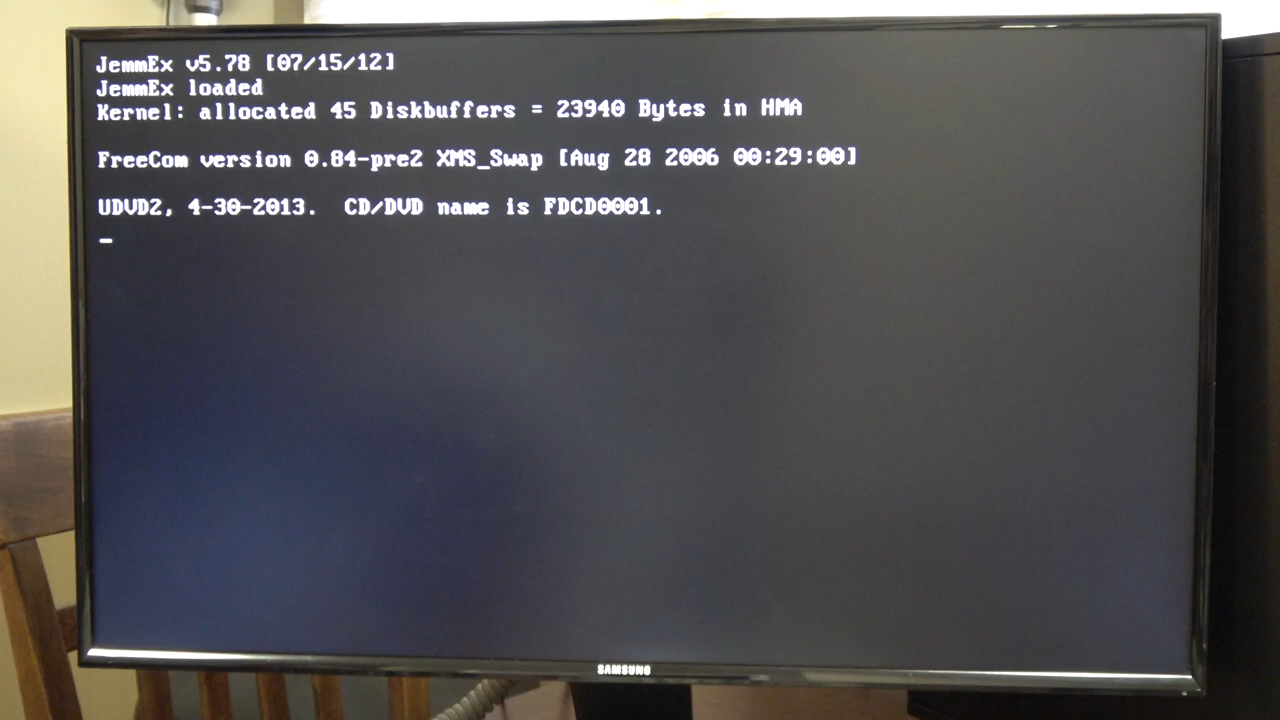 JemmEx v5.78 [07/15/12]
JemmEx loaded
Kernel: allocated 45 Diskbuffers = 23940 Bytes in HMA
FreeCom version 0.84-pre2 XMS_Swap [Aug 28 2006 00:29:00]
UDVD2, 4-30-2013.  CD/DVD name is FDCD0001.
SAMSUNG